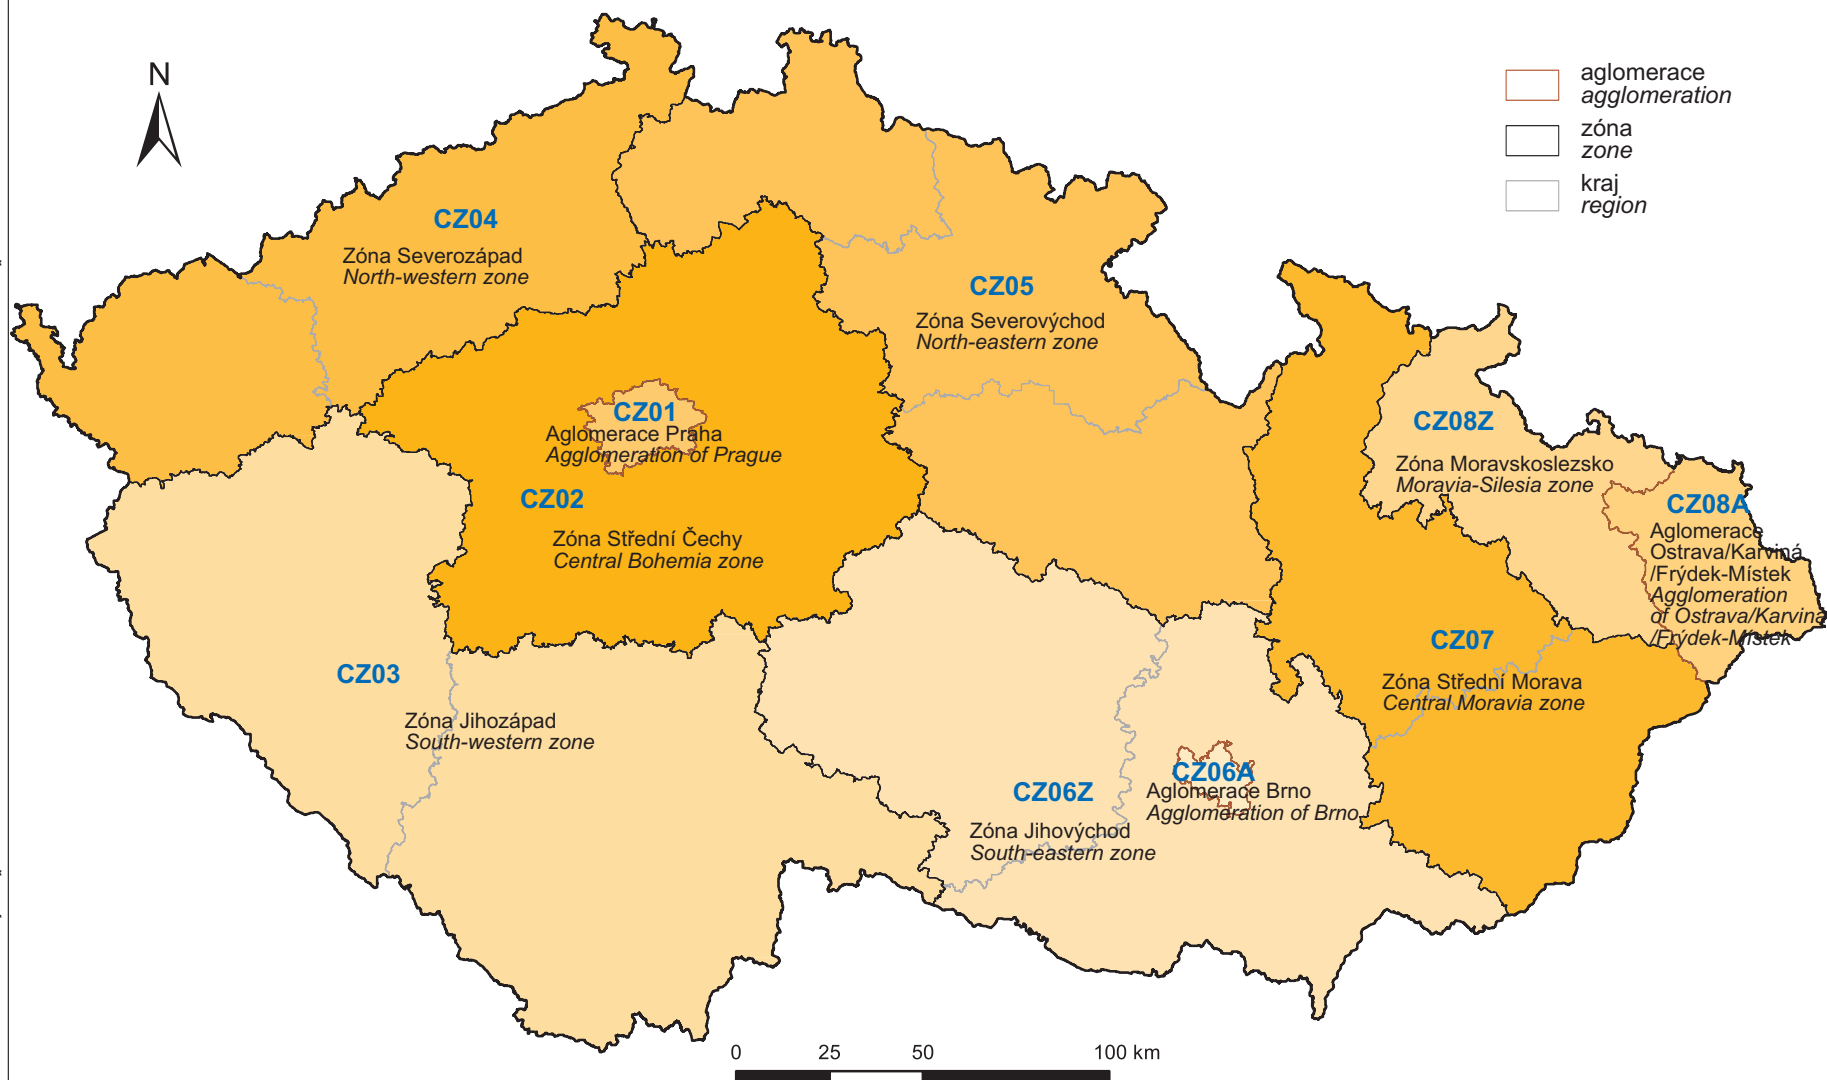 N
aglomerace
agglomeration
zóna
zone
kraj
region
CZ04
Zóna Severozápad
North-western zone
CZ05
Zóna Severovýchod
North-eastern zone
CZ01
Aglomerace Praha
Agglomeration of Prague
CZ02
Zóna Střední Čechy
Central Bohemia zone
CZ08Z
Zóna Moravskoslezsko
Moravia-Silesia zone
CZ08A
Aglomerace
Ostrava/Karviná
/Frýdek-Místek
Agglomeration
of Ostrava/Karviná
/Frýdek-Místek
CZ07
Zóna Střední Morava
Central Moravia zone
CZ03
Zóna Jihozápad
South-western zone
CZ06Z
Zóna Jihovýchod
South-eastern zone
CZ06A
Aglomerace Brno
Agglomeration of Brno
0 25 50 100 km